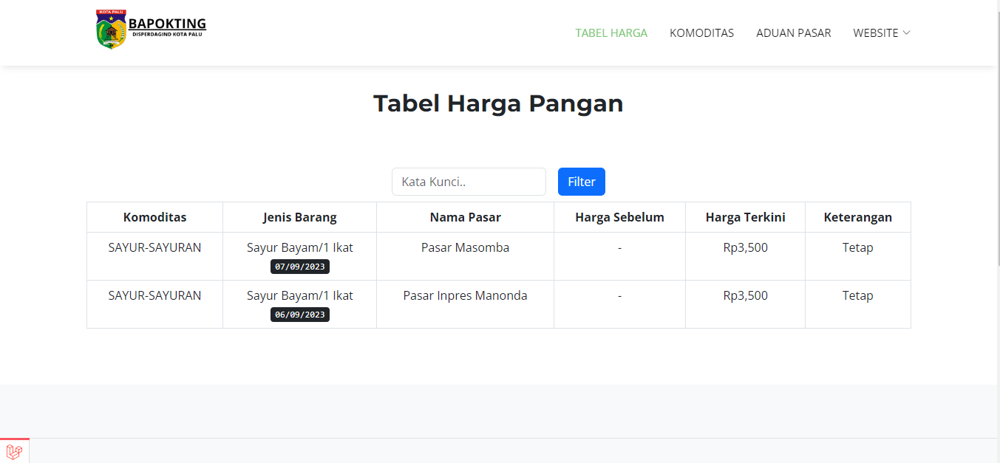 KOTA PALU
BAPOKTING
DISPERDAGIND KOTA PALU
TABEL HARGA KOMODITAS ADUAN PASAR WEBSITE
Tabel Harga Pangan
Kata Kunci.. Filter
Komoditas Jenis Barang Nama Pasar Harga Sebelum Harga Terkini Keterangan
SAYUR-SAYURAN Sayur Bayam/1 Ikat Pasar Masomba - Rp3,500 Tetap
07/09/2023
SAYUR-SAYURAN Sayur Bayam/1 Ikat Pasar Inpres Manonda - Rp3,500 Tetap
06/09/2023